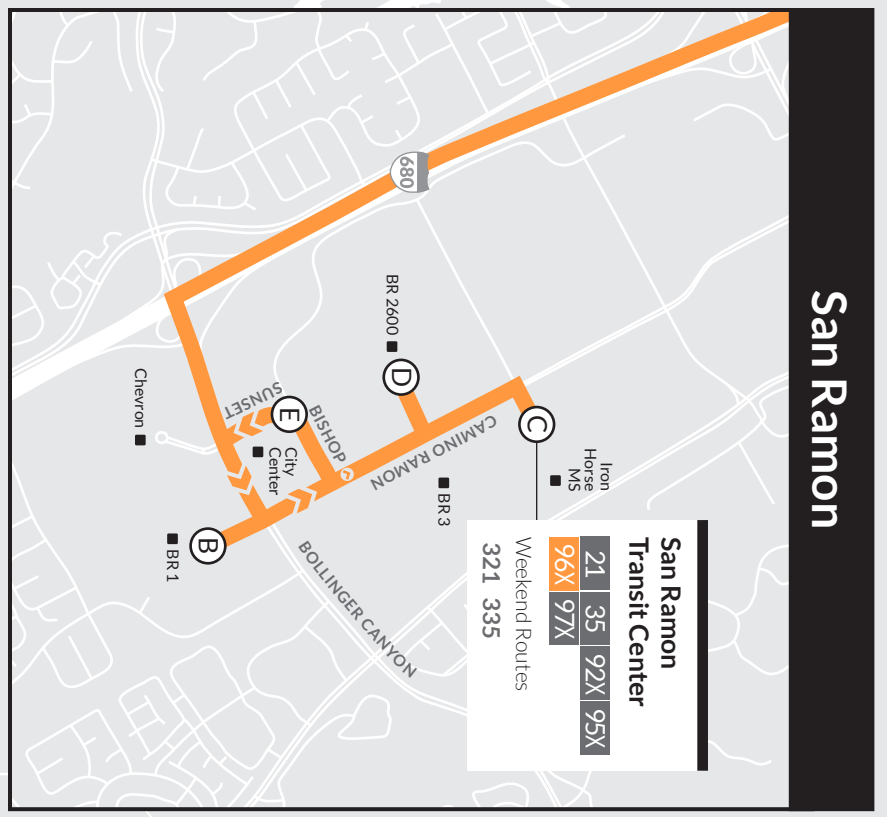 San Ramon
San Ramon
Transit Center
21 35 92X 95X
96X 97X
Weekend Routes
321 335
Iron
Horse
MS
C
BR 3
CAMINO RAMON
680
BR 2600
D
BISHOP
E
SUNSET
City
Center
BOLLINGER CANYON
Chevron
B
BR 1